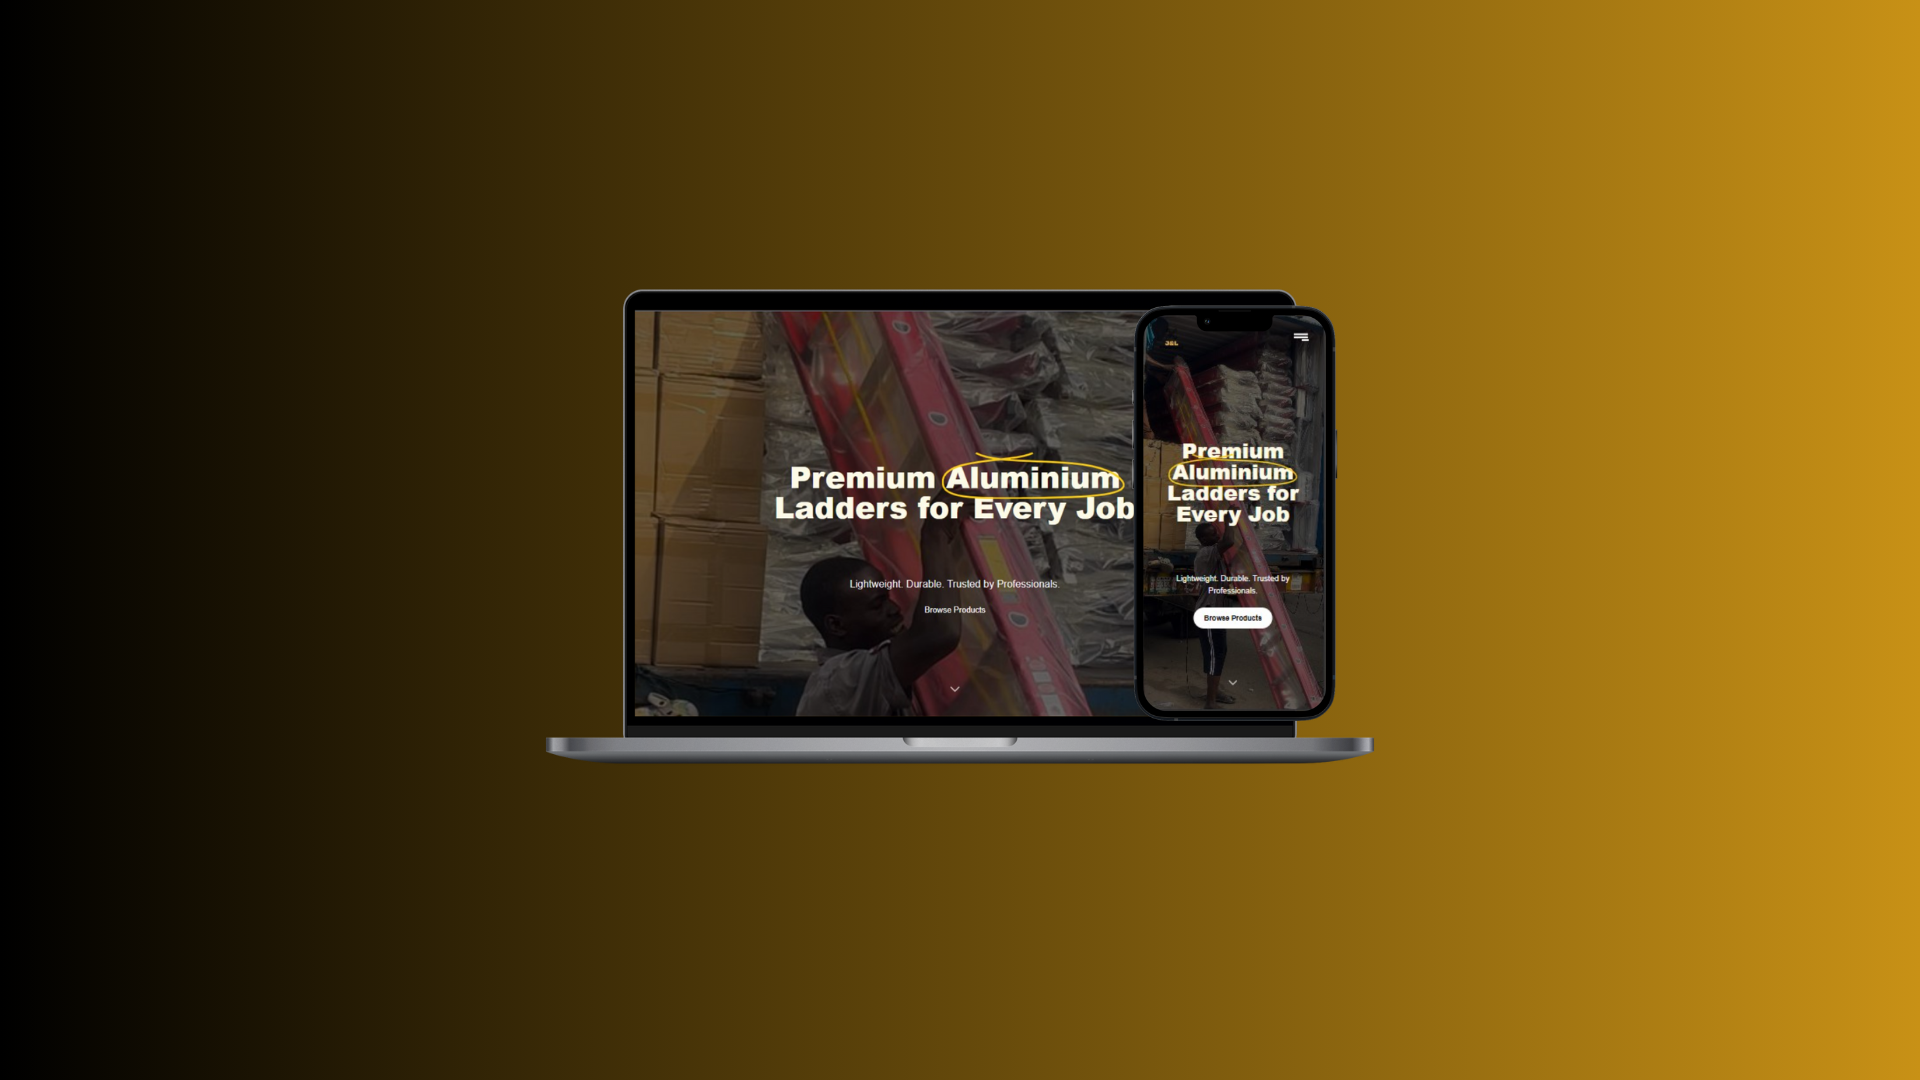 Premium Aluminium
Ladders for Every Job
Lightweight. Durable. Trusted by Professionals.
Browse Products
J&L
Premium
Aluminium
Ladders for
Every Job
Lightweight. Durable. Trusted by
Professionals.
Browse Products